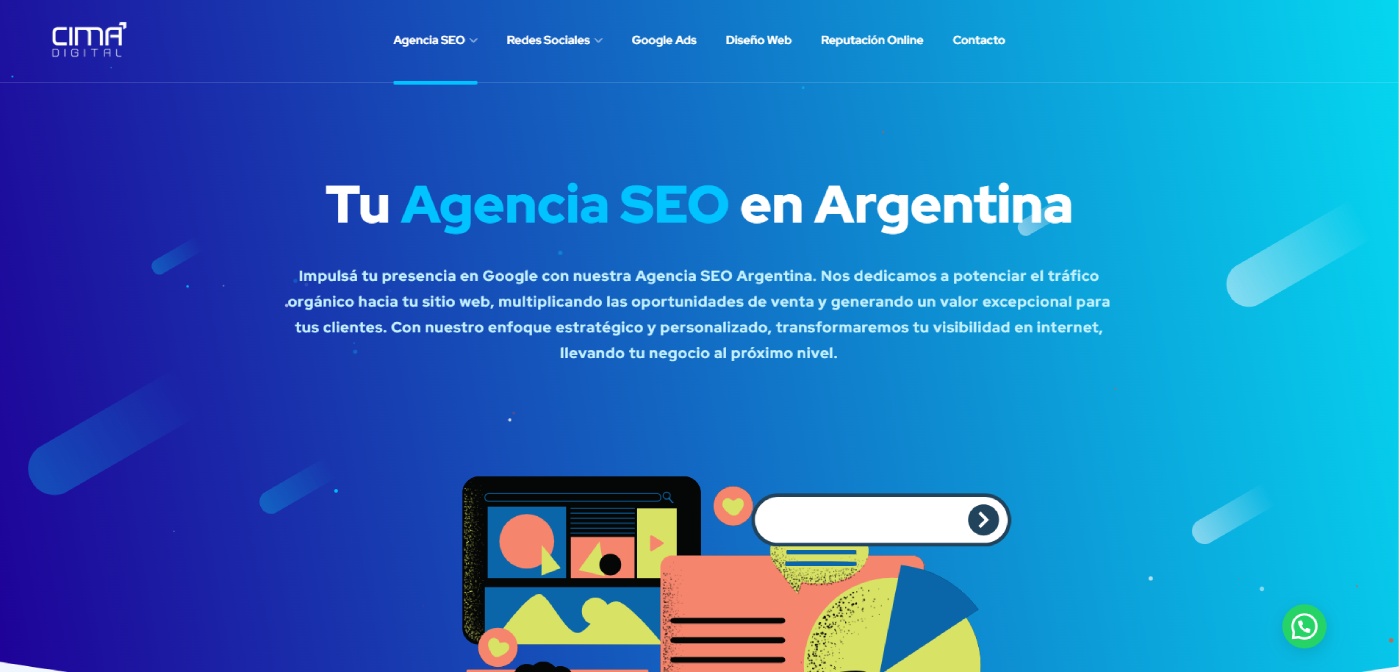 CIMA
DIGITAL
Agencia SEO
Redes Sociales
Google Ads
Diseño Web
Reputación Online
Contacto
Tu Agencia SEO en Argentina
Impulsá tu presencia en Google con nuestra Agencia SEO Argentina. Nos dedicamos a potenciar el tráfico
orgánico hacia tu sitio web, multiplicando las oportunidades de venta y generando un valor excepcional para
tus clientes. Con nuestro enfoque estratégico y personalizado, transformaremos tu visibilidad en internet,
llevando tu negocio al próximo nivel.